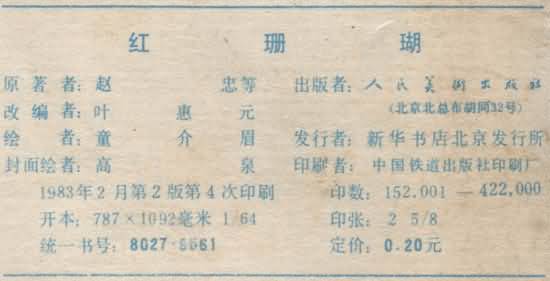 红珊瑚
原著者：赵忠等 出版者：人民美术出版社
改编者：叶惠元 （北京北总布胡同32号）
绘者：童介眉 发行者：新华书店北京发行所
封面绘者：高泉 印刷者：中国铁道出版社印刷厂
1983年2月第2版第4次印刷 印数：152.001—422,000
开本：787×1092毫米 1/64 印张：2 5/8
统一书号：8027·5561 定价：0.20元